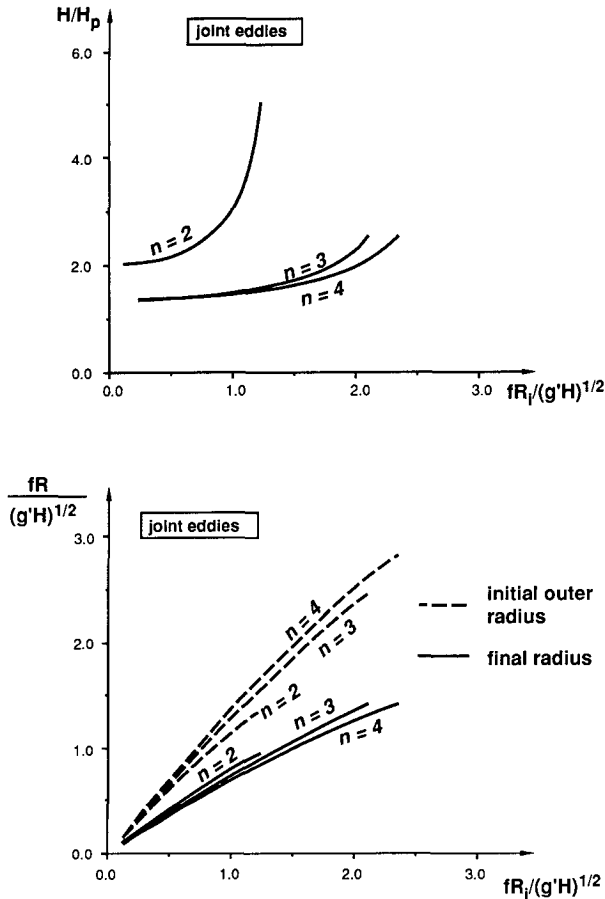 H/Hp
joint eddies
6.0
4.0
2.0
0.0
n = 2
n = 3
n = 4
0.0 1.0 2.0 3.0
fRi/(g'H)1/2
fR
(g'H)1/2
joint eddies
3.0
2.0
1.0
0.0
n = 4
n = 3
n = 2
n = 2
n = 3
n = 4
initial outer
radius
final radius
0.0 1.0 2.0 3.0
fRi/(g'H)1/2